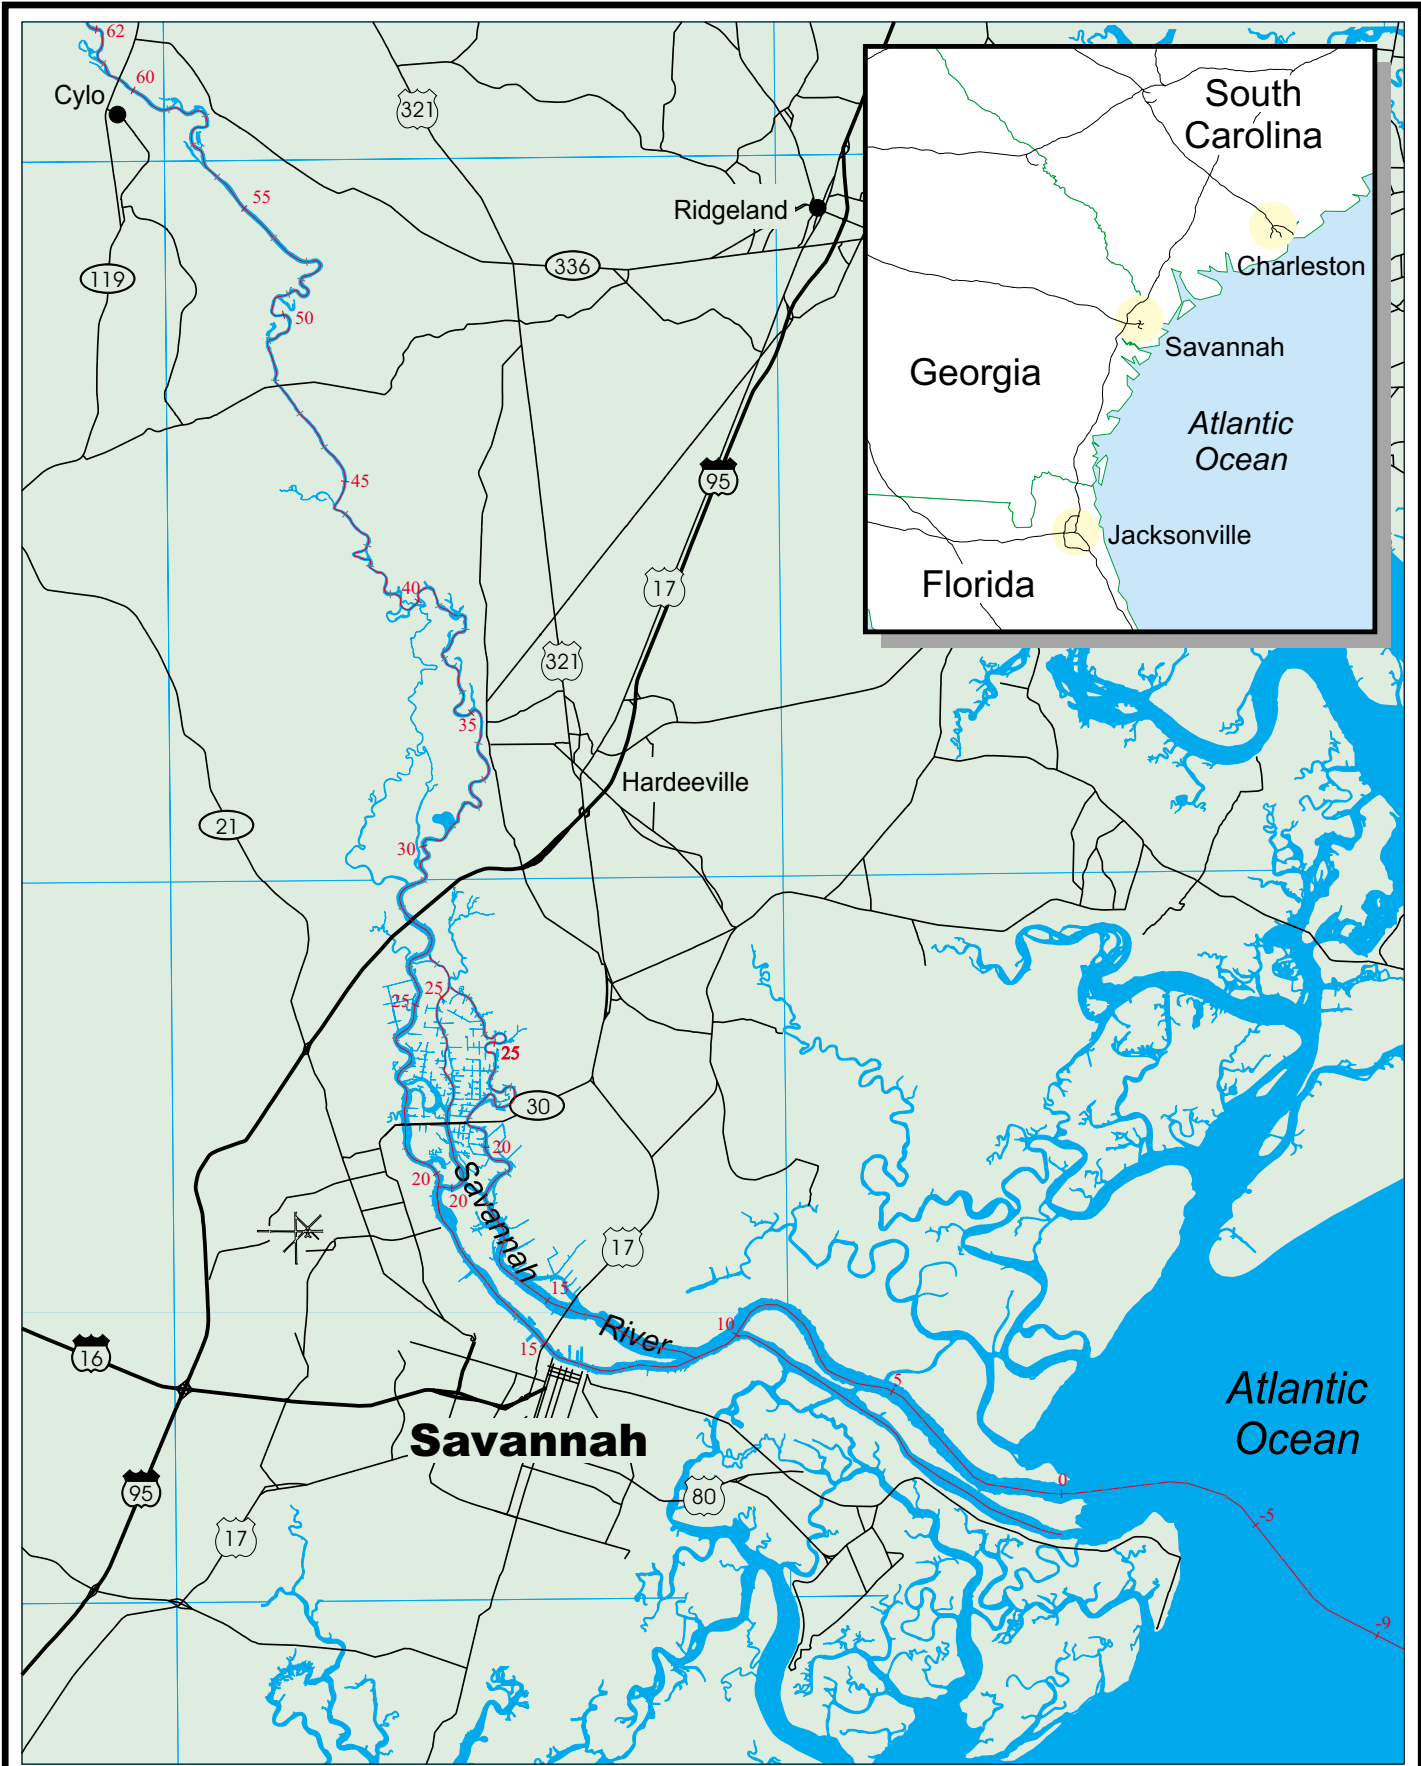 62
60
Cylo
321
South
Carolina
55
Ridgeland
119
336
Charleston
50
Savannah
Georgia
Atlantic
Ocean
45
95
Jacksonville
Florida
40
17
321
35
Hardeeville
21
30
25
25
25
30
20
20
20
Savannah
17
15
River
10
15
16
5
Atlantic
Ocean
Savannah
0
95
80
-5
17
-9